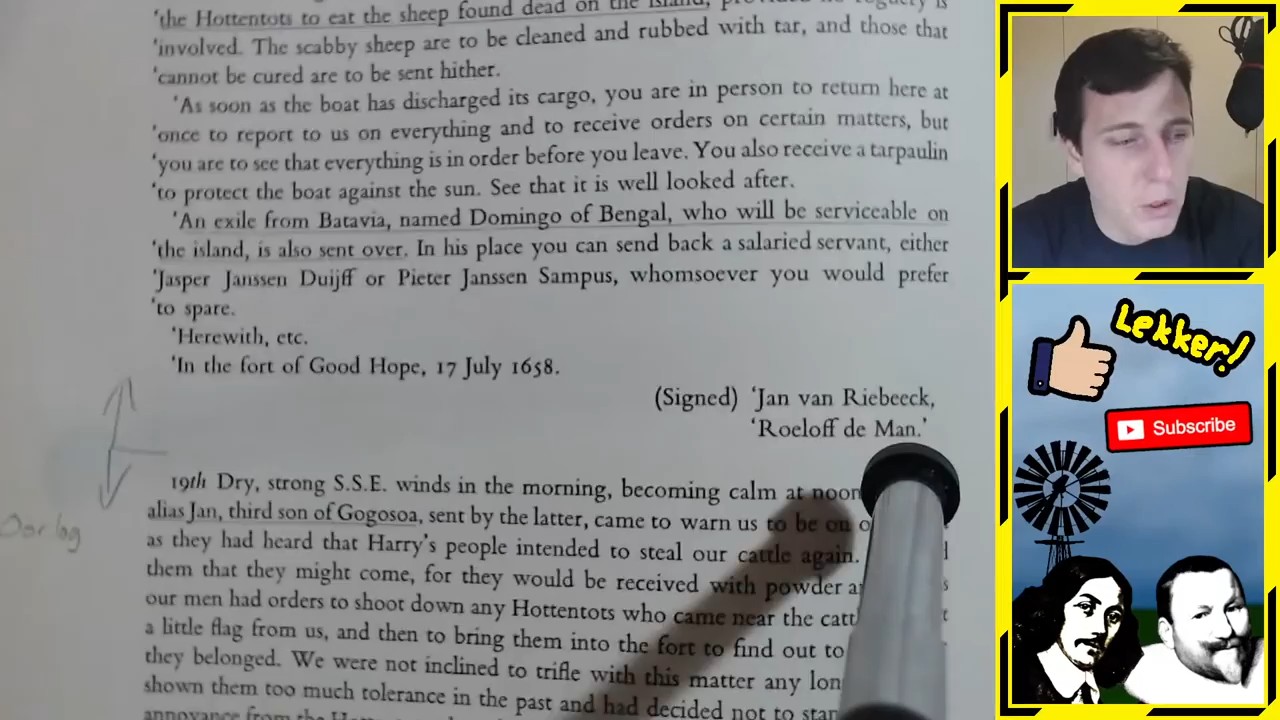 'the Hottentots to eat the sheep found dead on the island, provided no roguery is
'involved. The scabby sheep are to be cleaned and rubbed with tar, and those that
'cannot be cured are to be sent hither.
'As soon as the boat has discharged its cargo, you are in person to return here at
'once to report to us on everything and to receive orders on certain matters, but
'you are to see that everything is in order before you leave. You also receive a tarpaulin
'to protect the boat against the sun. See that it is well looked after.
'An exile from Batavia, named Domingo of Bengal, who will be serviceable on
'the island, is also sent over. In his place you can send back a salaried servant, either
'Jasper Janssen Duijff or Pieter Janssen Sampus, whomsoever you would prefer
'to spare.
'Herewith, etc.
'In the fort of Good Hope, 17 July 1658.
(Signed) 'Jan van Riebeeck,
'Roeloff de Man.'
19th Dry, strong S.S.E. winds in the morning, becoming calm at noon
alias Jan, third son of Gogosoa, sent by the latter, came to warn us to be on
as they had heard that Harry's people intended to steal our cattle again.
them that they might come, for they would be received with powder
our men had orders to shoot down any Hottentots who came near the
a little flag from us, and then to bring them into the fort to find out to
they belonged. We were not inclined to trifle with this matter any
shown them too much tolerance in the past and had decided not to
annoyance from the
Oorlog
Lekker!
Subscribe